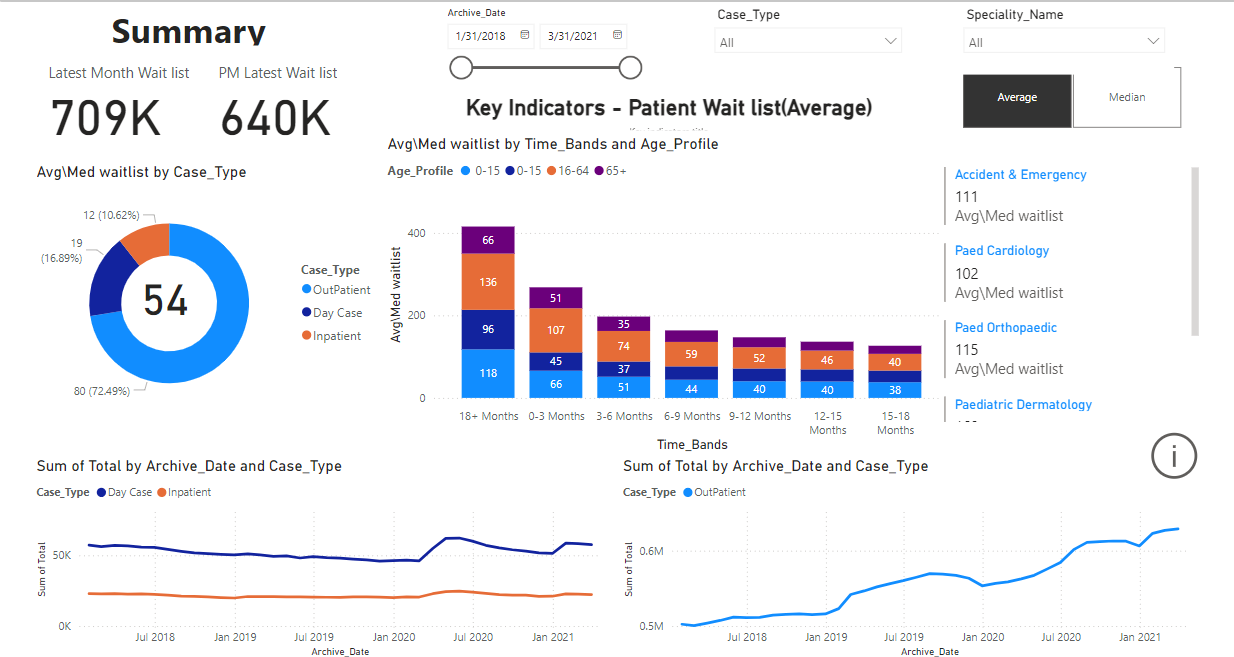 Summary
Latest Month Wait list
PM Latest Wait list
709K
640K
Archive_Date
1/31/2018
3/31/2021
Case_Type
All
Speciality_Name
All
Average
Median
Key Indicators - Patient Wait list(Average)
Avg\Med waitlist by Case_Type
12 (10.62%)
19
(16.89%)
54
80 (72.49%)
Case_Type
OutPatient
Day Case
Inpatient
Avg\Med waitlist by Time_Bands and Age_Profile
Age_Profile 0-15 0-15 16-64 65+
Avg\Med waitlist
400
200
0
66
136
96
118
51
107
45
66
35
74
37
51
59
44
52
40
46
40
40
38
18+ Months
0-3 Months
3-6 Months
6-9 Months
9-12 Months
12-15
Months
15-18
Months
Time_Bands
Accident & Emergency
111
Avg\Med waitlist
Paed Cardiology
102
Avg\Med waitlist
Paed Orthopaedic
115
Avg\Med waitlist
Paediatric Dermatology
i
Sum of Total by Archive_Date and Case_Type
Case_Type Day Case Inpatient
Sum of Total
50K
0K
Jul 2018
Jan 2019
Jul 2019
Jan 2020
Jul 2020
Jan 2021
Archive_Date
Sum of Total by Archive_Date and Case_Type
Case_Type OutPatient
Sum of Total
0.6M
0.5M
Jul 2018
Jan 2019
Jul 2019
Jan 2020
Jul 2020
Jan 2021
Archive_Date